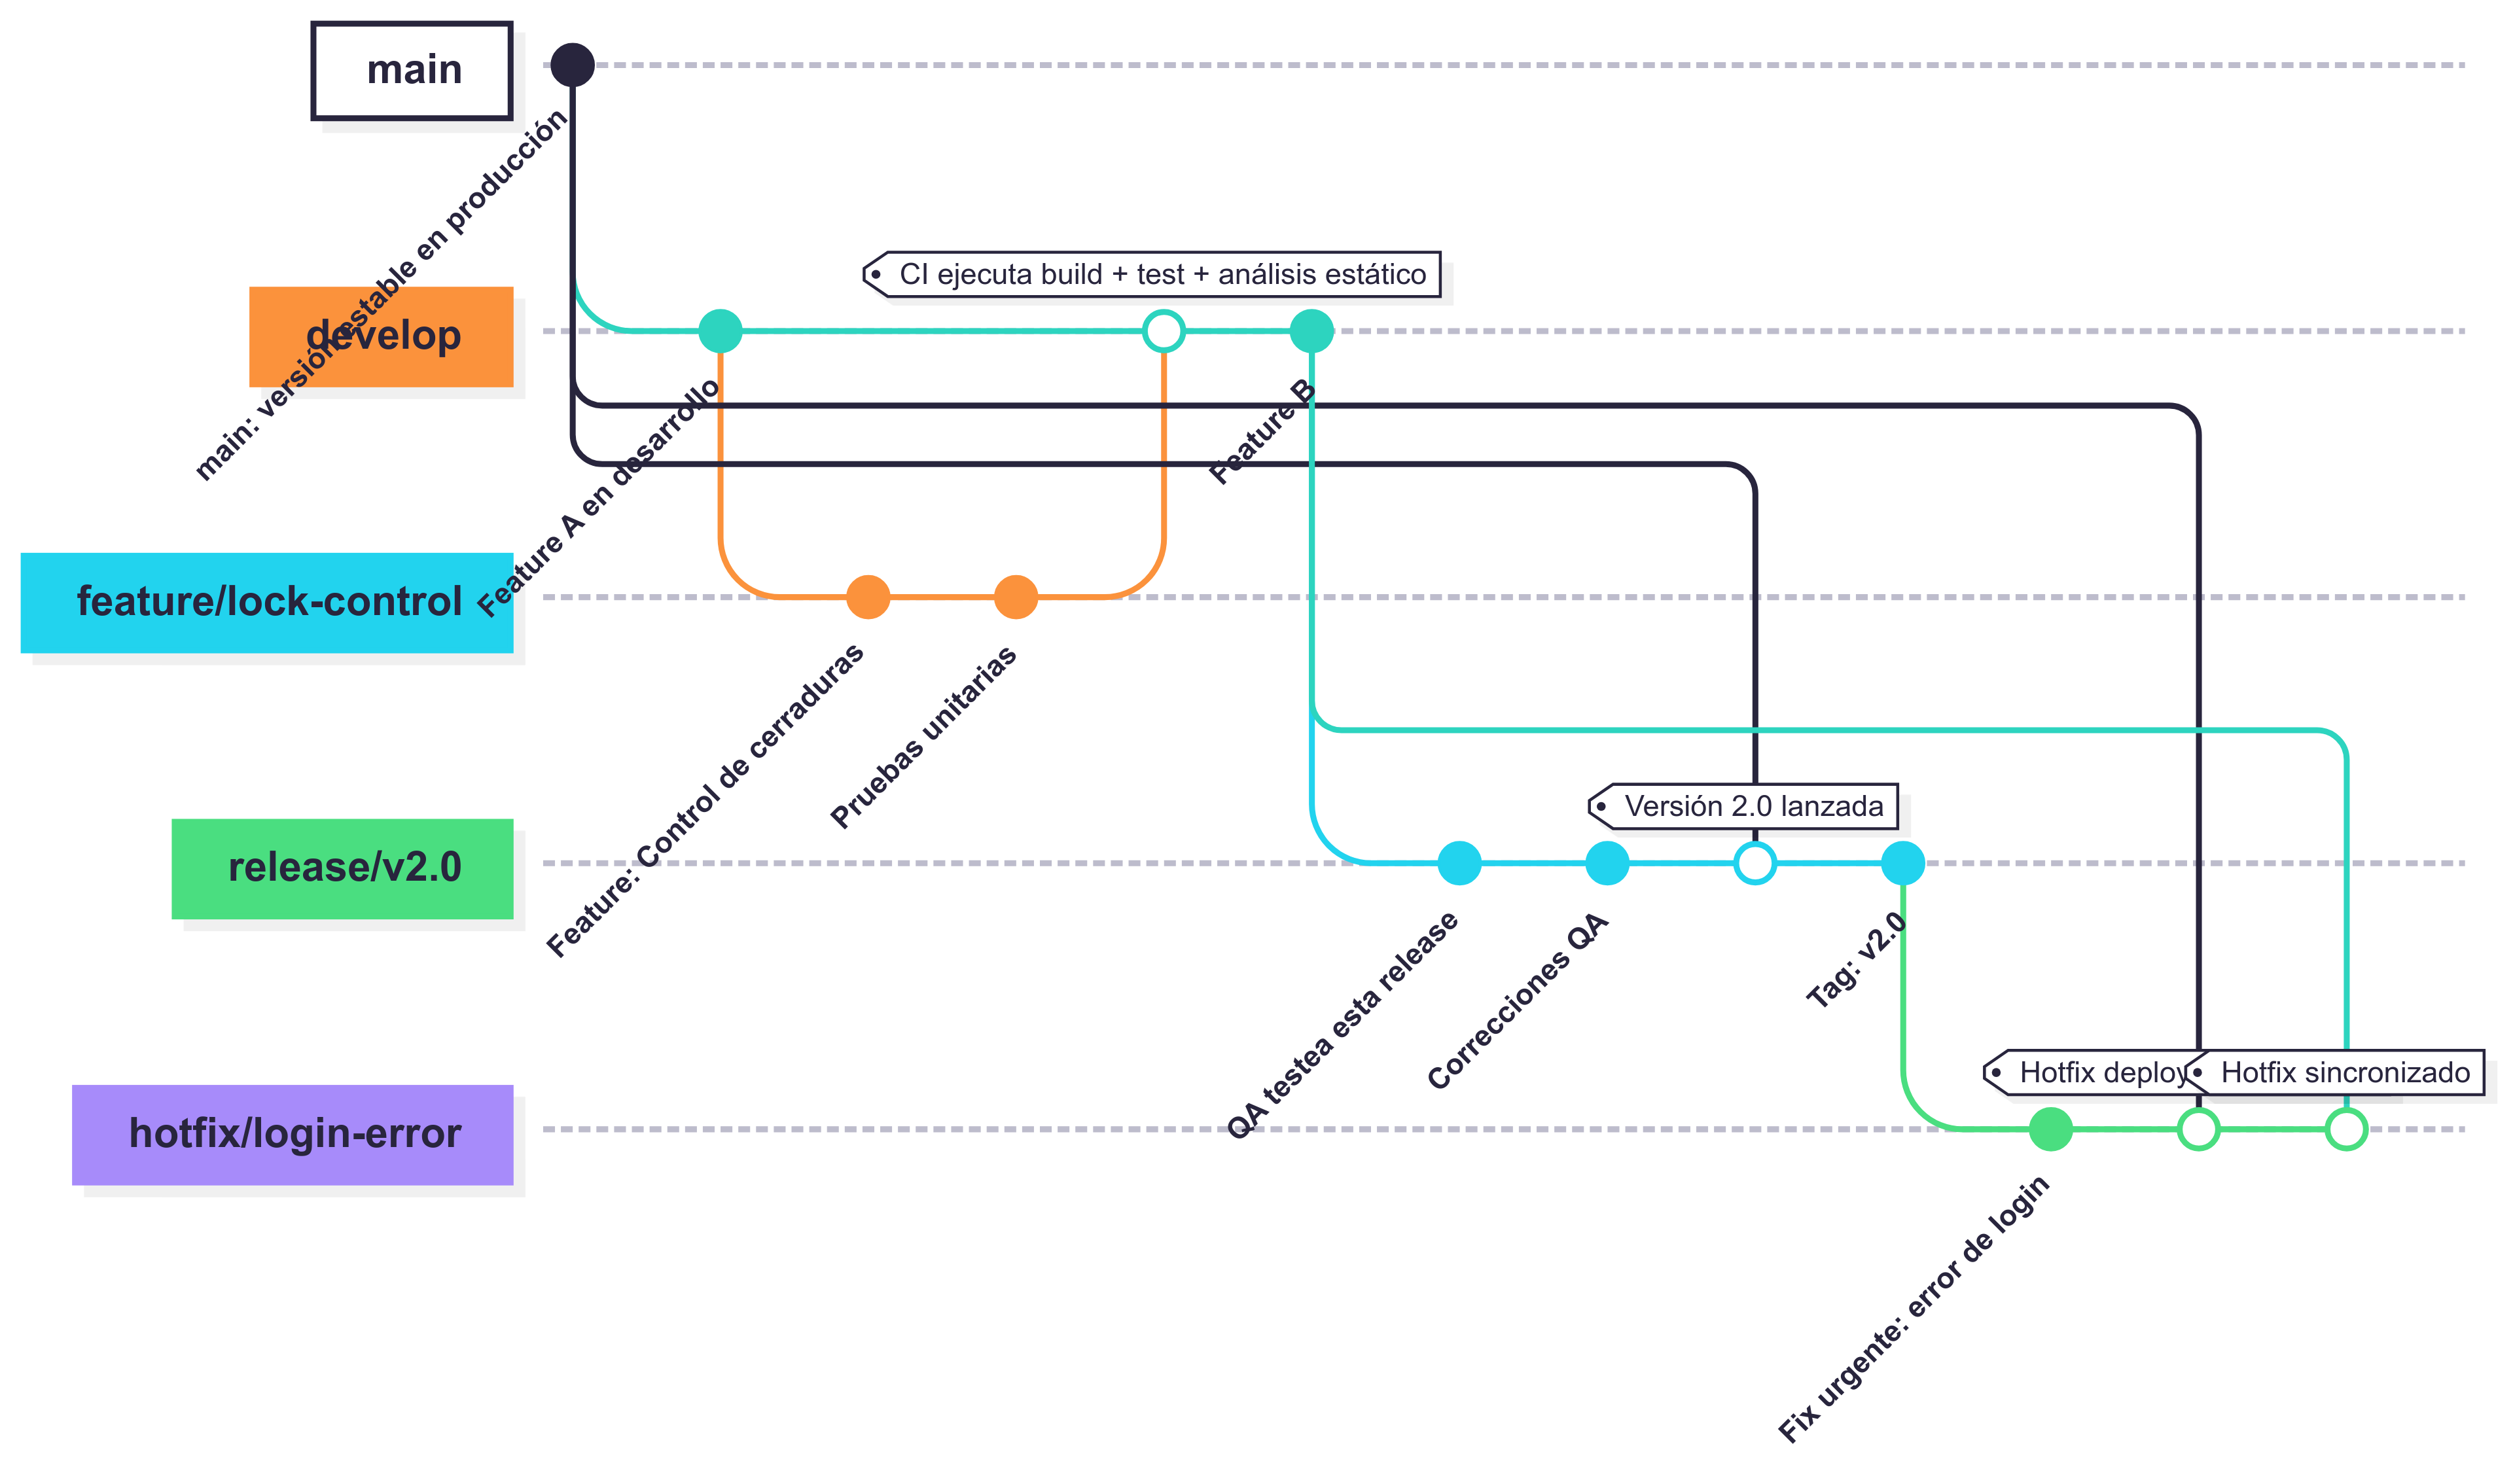 main
main: versión estable en producción
CI ejecuta build + test + análisis estático
develop
Feature A en desarrollo
Feature B
feature/lock-control
Feature: Control de cerraduras
Pruebas unitarias
Versión 2.0 lanzada
release/v2.0
QA testea esta release
Correcciones QA
Tag: v2.0
Hotfix deploy
Hotfix sincronizado
hotfix/login-error
Fix urgente: error de login